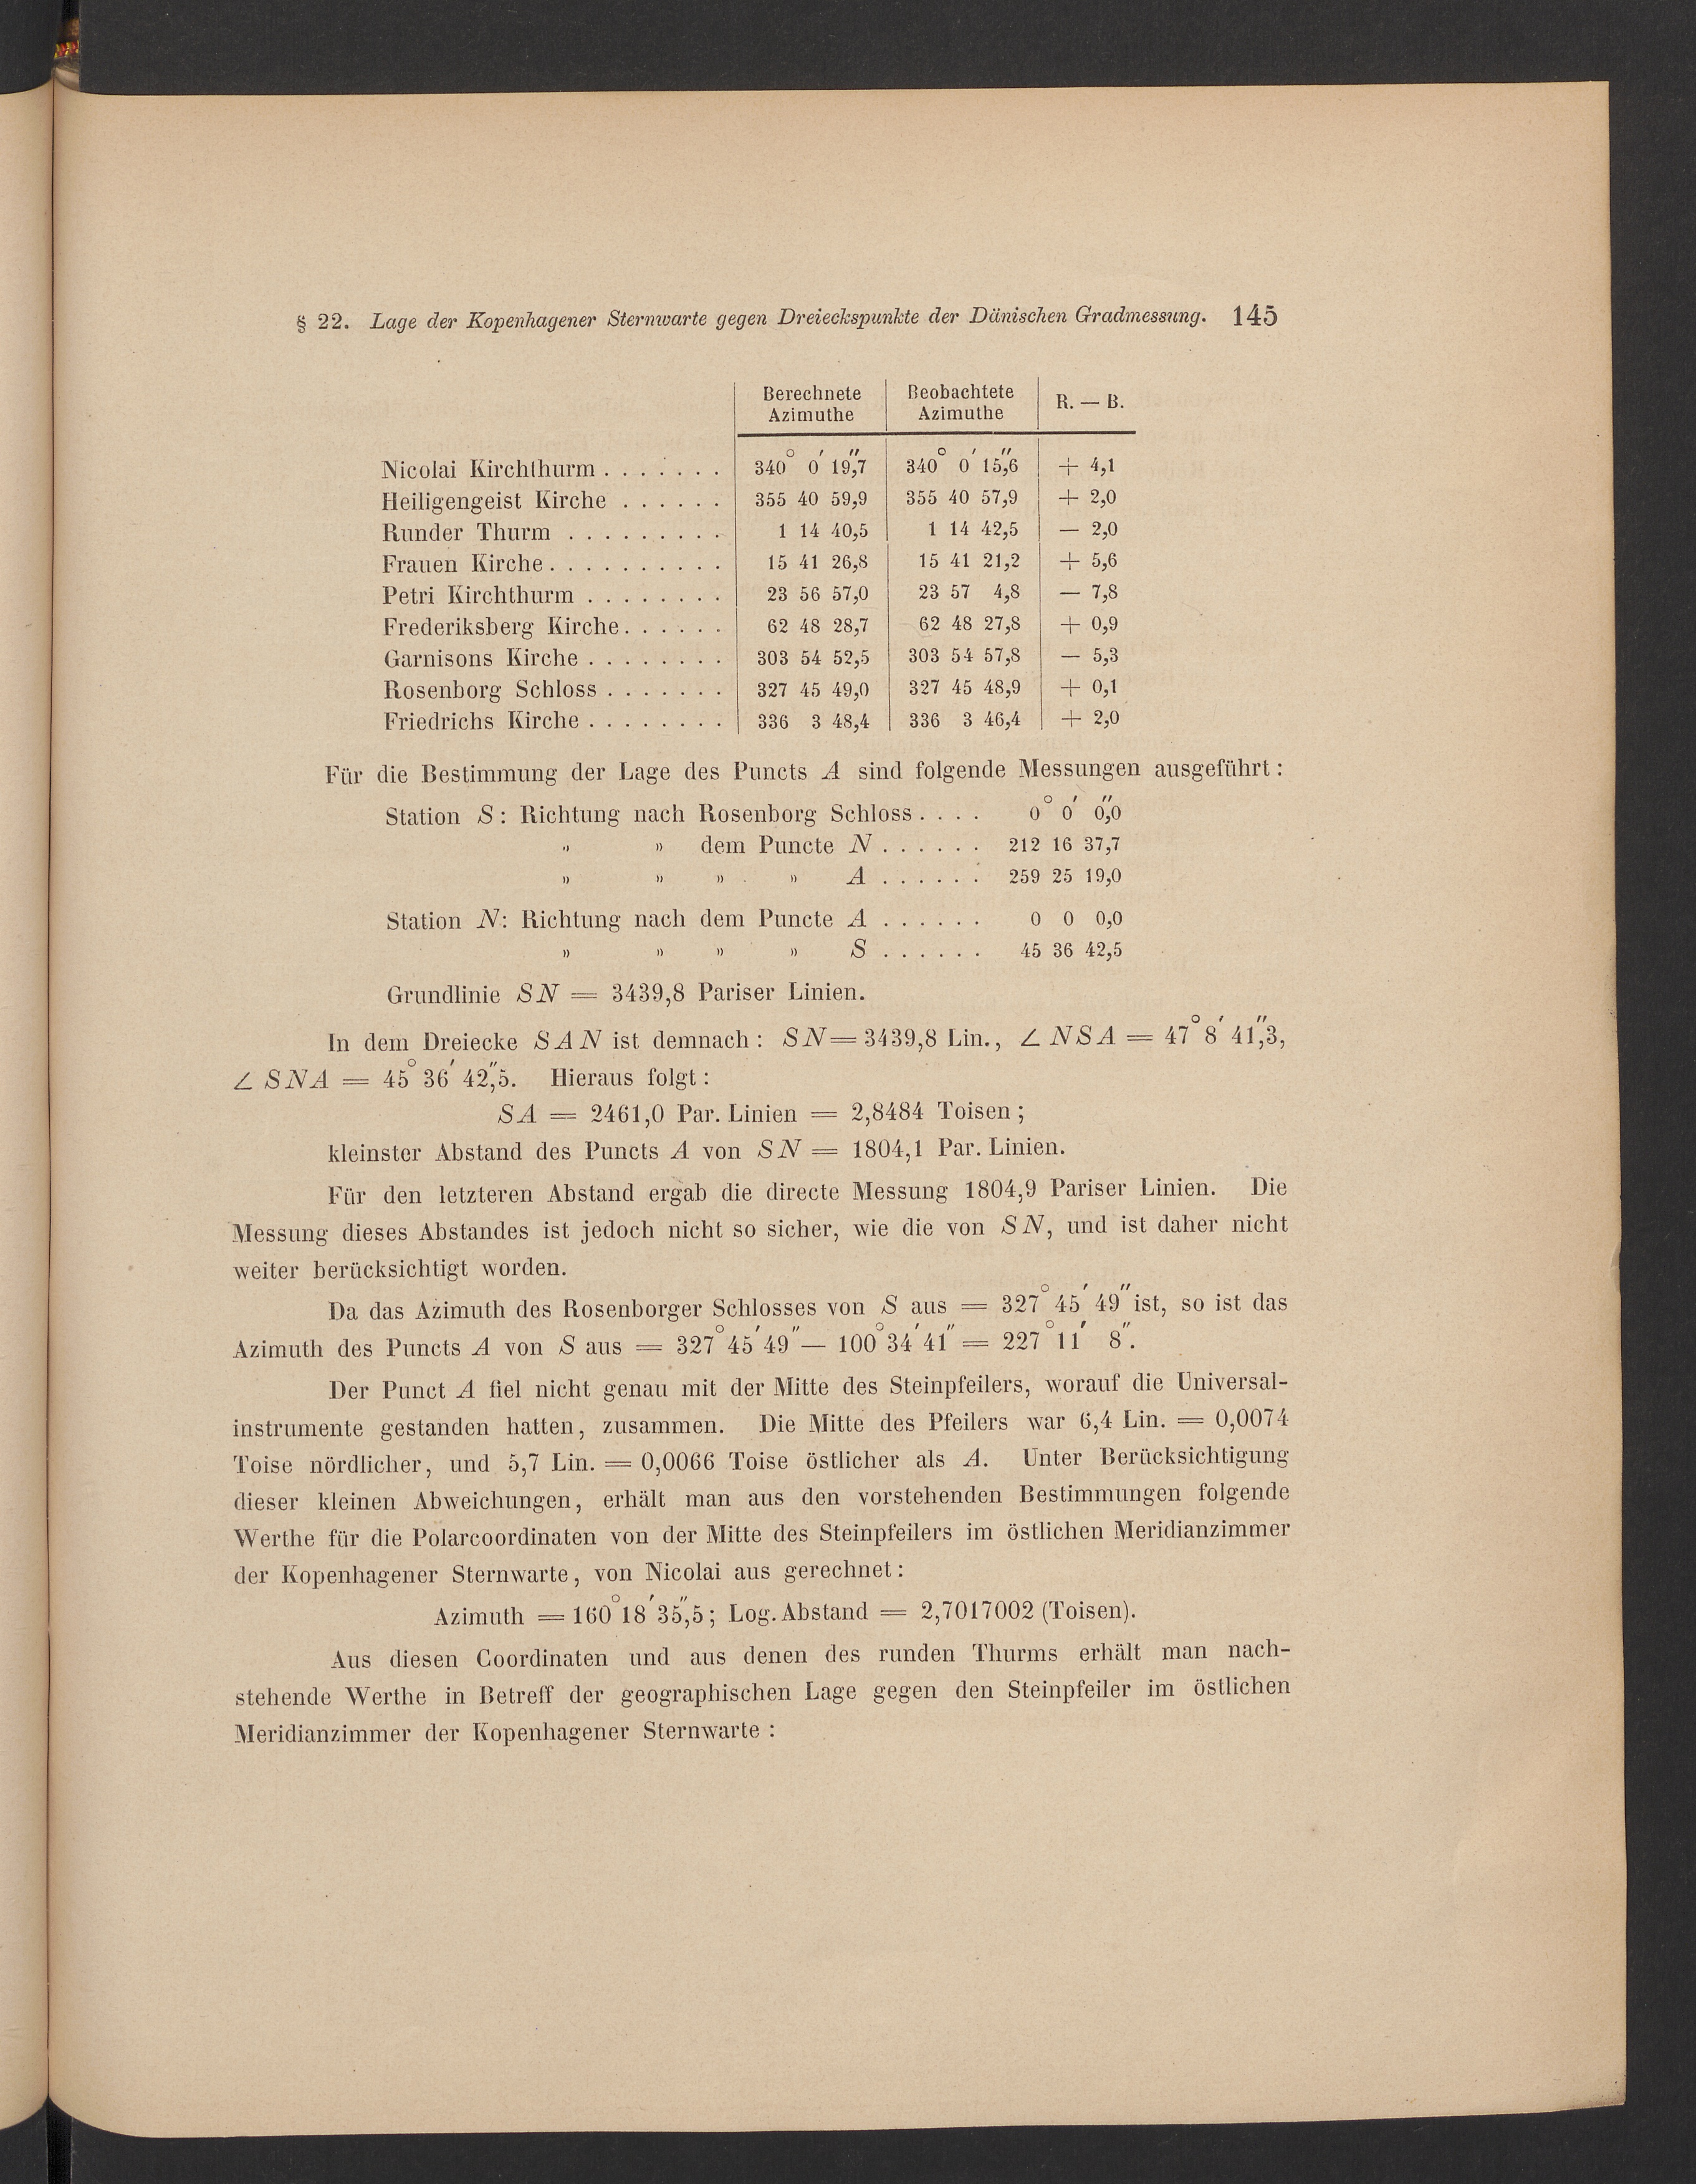 § 22. Lage der Kopenhagener Sternwarte gegen Dreieckspunkte der Dänischen Gradmessung. 145
Berechnete Azimuthe | Beobachtete Azimuthe | R. — B.
Nicolai Kirchthurm . . . . . . . 340° 0′ 19″,7 | 340° 0′ 15″,6 | + 4,1
Heiligengeist Kirche . . . . . . 355 40 59,9 | 355 40 57,9 | + 2,0
Runder Thurm . . . . . . . . . 1 14 40,5 | 1 14 42,5 | — 2,0
Frauen Kirche . . . . . . . . . . 15 41 26,8 | 15 41 21,2 | + 5,6
Petri Kirchthurm . . . . . . . . 23 56 57,0 | 23 57 4,8 | — 7,8
Frederiksberg Kirche . . . . . . 62 48 28,7 | 62 48 27,8 | + 0,9
Garnisons Kirche . . . . . . . . 303 54 52,5 | 303 54 57,8 | — 5,3
Rosenborg Schloss . . . . . . . 327 45 49,0 | 327 45 48,9 | + 0,1
Friedrichs Kirche . . . . . . . . 336 3 48,4 | 336 3 46,4 | + 2,0
Für die Bestimmung der Lage des Puncts A sind folgende Messungen ausgeführt:
Station S: Richtung nach Rosenborg Schloss . . . . 0° 0′ 0″,0
» » dem Puncte N . . . . . . 212 16 37,7
» » » » A . . . . . . 259 25 19,0
Station N: Richtung nach dem Puncte A . . . . . . 0 0 0,0
» » » » S . . . . . . 45 36 42,5
Grundlinie SN = 3439,8 Pariser Linien.
In dem Dreiecke SAN ist demnach: SN = 3439,8 Lin., ∠ NSA = 47° 8′ 41″,3,
∠ SNA = 45° 36′ 42″,5. Hieraus folgt:
SA = 2461,0 Par. Linien = 2,8484 Toisen;
kleinster Abstand des Puncts A von SN = 1804,1 Par. Linien.
Für den letzteren Abstand ergab die directe Messung 1804,9 Pariser Linien. Die
Messung dieses Abstandes ist jedoch nicht so sicher, wie die von SN, und ist daher nicht
weiter berücksichtigt worden.
Da das Azimuth des Rosenborger Schlosses von S aus = 327° 45′ 49″ ist, so ist das
Azimuth des Puncts A von S aus = 327° 45′ 49″ — 100° 34′ 41″ = 227° 11′ 8″.
Der Punct A fiel nicht genau mit der Mitte des Steinpfeilers, worauf die Universal-
instrumente gestanden hatten, zusammen. Die Mitte des Pfeilers war 6,4 Lin. = 0,0074
Toise nördlicher, und 5,7 Lin. = 0,0066 Toise östlicher als A. Unter Berücksichtigung
dieser kleinen Abweichungen, erhält man aus den vorstehenden Bestimmungen folgende
Werthe für die Polarcoordinaten von der Mitte des Steinpfeilers im östlichen Meridianzimmer
der Kopenhagener Sternwarte, von Nicolai aus gerechnet:
Azimuth = 160° 18′ 35″,5; Log. Abstand = 2,7017002 (Toisen).
Aus diesen Coordinaten und aus denen des runden Thurms erhält man nach-
stehende Werthe in Betreff der geographischen Lage gegen den Steinpfeiler im östlichen
Meridianzimmer der Kopenhagener Sternwarte: